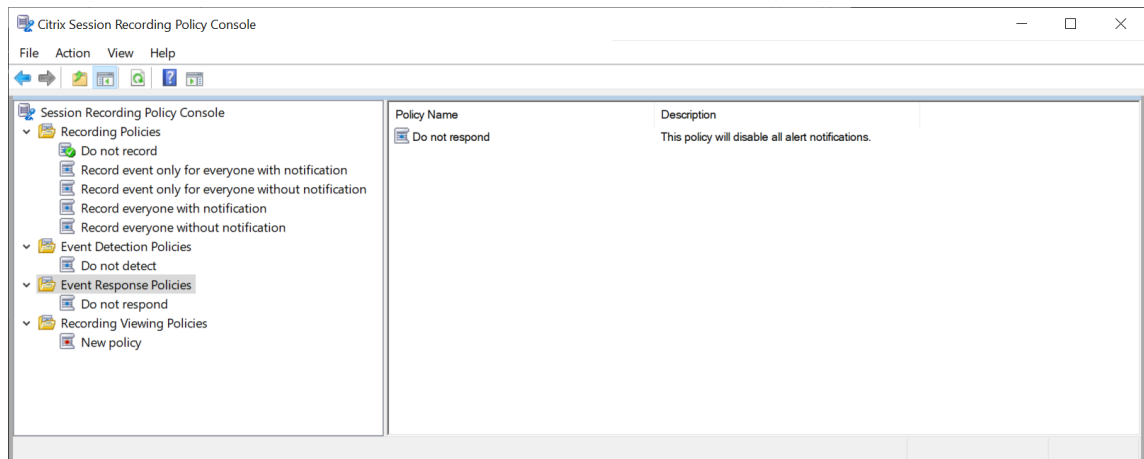 Citrix Session Recording Policy Console
File Action View Help
Session Recording Policy Console
Recording Policies
Do not record
Record event only for everyone with notification
Record event only for everyone without notification
Record everyone with notification
Record everyone without notification
Event Detection Policies
Do not detect
Event Response Policies
Do not respond
Recording Viewing Policies
New policy
Policy Name Description
Do not respond This policy will disable all alert notifications.